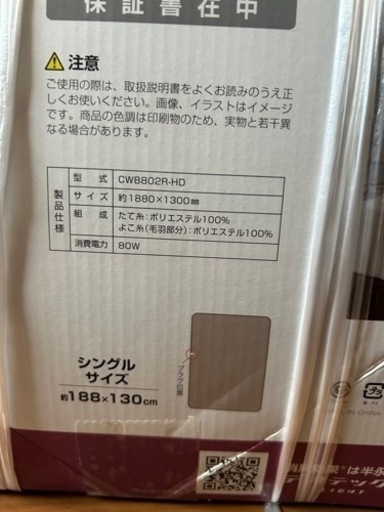 保証書在中
注意
ご使用の際は、取扱説明書をよくお読みのうえ正
しくお使いください。画像、イラストはイメージ
です。商品の色調は印刷物のため、実物と若干異
なる場合があります。
製品仕様
型式 CWB802R-HD
サイズ 約1880×1300㎜
組成 たて糸:ポリエステル100%
よこ糸(毛羽部分):ポリエステル100%
消費電力 80W
プラグ位置
シングル
サイズ
約188×130cm
IN CHINA
は半永
テック